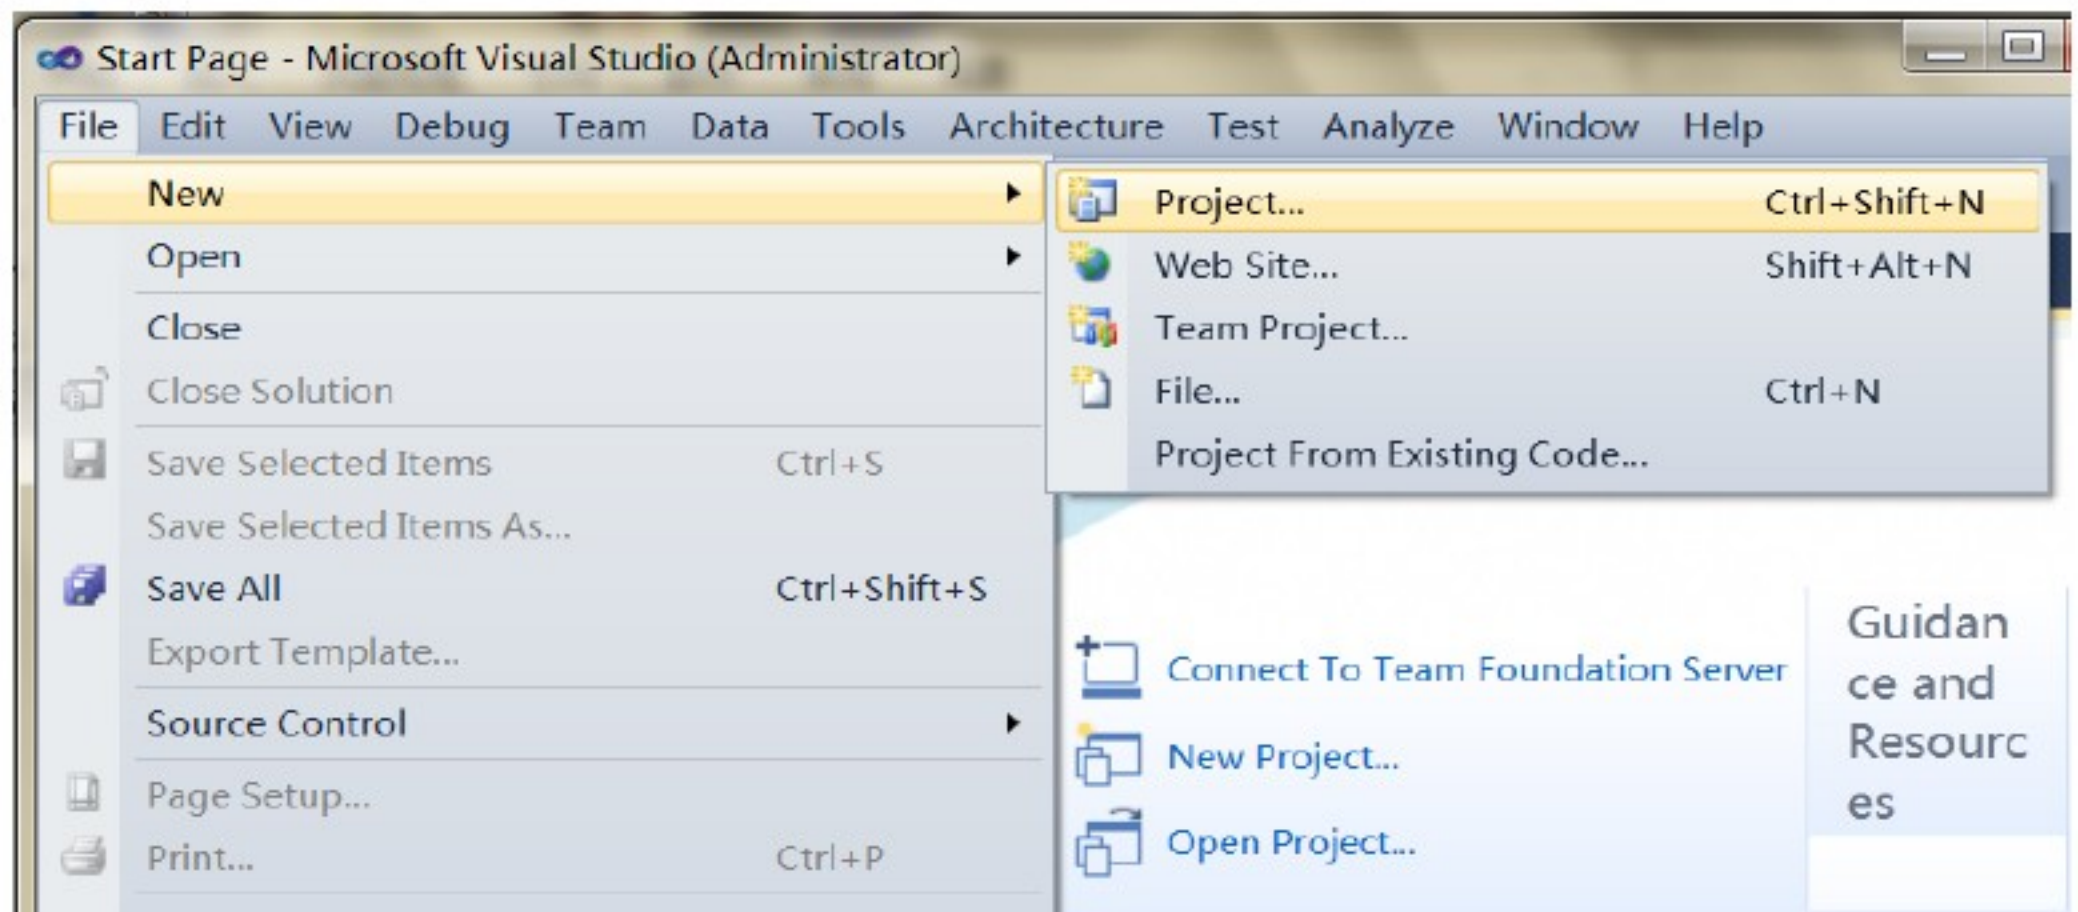 Start Page - Microsoft Visual Studio (Administrator)
File Edit View Debug Team Data Tools Architecture Test Analyze Window Help
New
Open
Close
Close Solution
Save Selected Items Ctrl+S
Save Selected Items As...
Save All Ctrl+Shift+S
Export Template...
Source Control
Page Setup...
Print... Ctrl+P
Project... Ctrl+Shift+N
Web Site... Shift+Alt+N
Team Project...
File... Ctrl+N
Project From Existing Code...
Connect To Team Foundation Server
New Project...
Open Project...
Guidan
ce and
Resourc
es